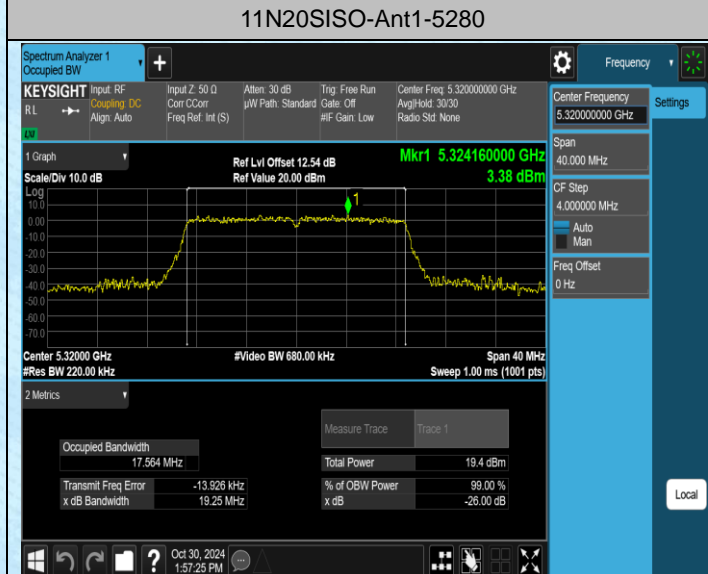 11N20SISO-Ant1-5280
Spectrum Analyzer 1
Occupied BW
Frequency
KEYSIGHT
RL
Input: RF
Coupling: DC
Align: Auto
Input Z: 50 Ω
Corr CCorr
Freq Ref: Int (S)
Atten: 30 dB
µW Path: Standard
Trig: Free Run
Gate: Off
#IF Gain: Low
Center Freq: 5.320000000 GHz
Avg|Hold: 30/30
Radio Std: None
1 Graph
Scale/Div 10.0 dB
Ref Lvl Offset 12.54 dB
Ref Value 20.00 dBm
Mkr1 5.324160000 GHz
3.38 dBm
Log
10.0
0.00
-10.0
-20.0
-30.0
-40.0
-50.0
-60.0
-70.0
1
Center 5.32000 GHz
#Res BW 220.00 kHz
#Video BW 680.00 kHz
Span 40 MHz
Sweep 1.00 ms (1001 pts)
2 Metrics
Measure Trace
Trace 1
Occupied Bandwidth
17.564 MHz
Total Power
19.4 dBm
Transmit Freq Error
-13.926 kHz
% of OBW Power
99.00 %
x dB Bandwidth
19.25 MHz
x dB
-26.00 dB
Center Frequency
5.320000000 GHz
Settings
Span
40.000 MHz
CF Step
4.000000 MHz
Auto
Man
Freq Offset
0 Hz
Local
?
Oct 30, 2024
1:57:25 PM